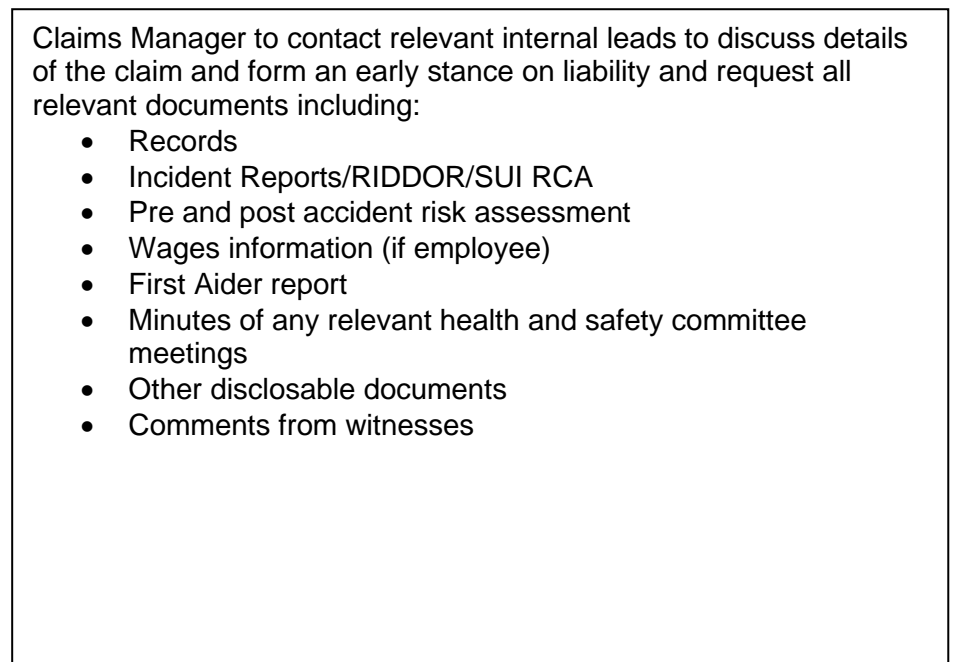 Claims Manager to contact relevant internal leads to discuss details
of the claim and form an early stance on liability and request all
relevant documents including:
• Records
• Incident Reports/RIDDOR/SUI RCA
• Pre and post accident risk assessment
• Wages information (if employee)
• First Aider report
• Minutes of any relevant health and safety committee
meetings
• Other disclosable documents
• Comments from witnesses